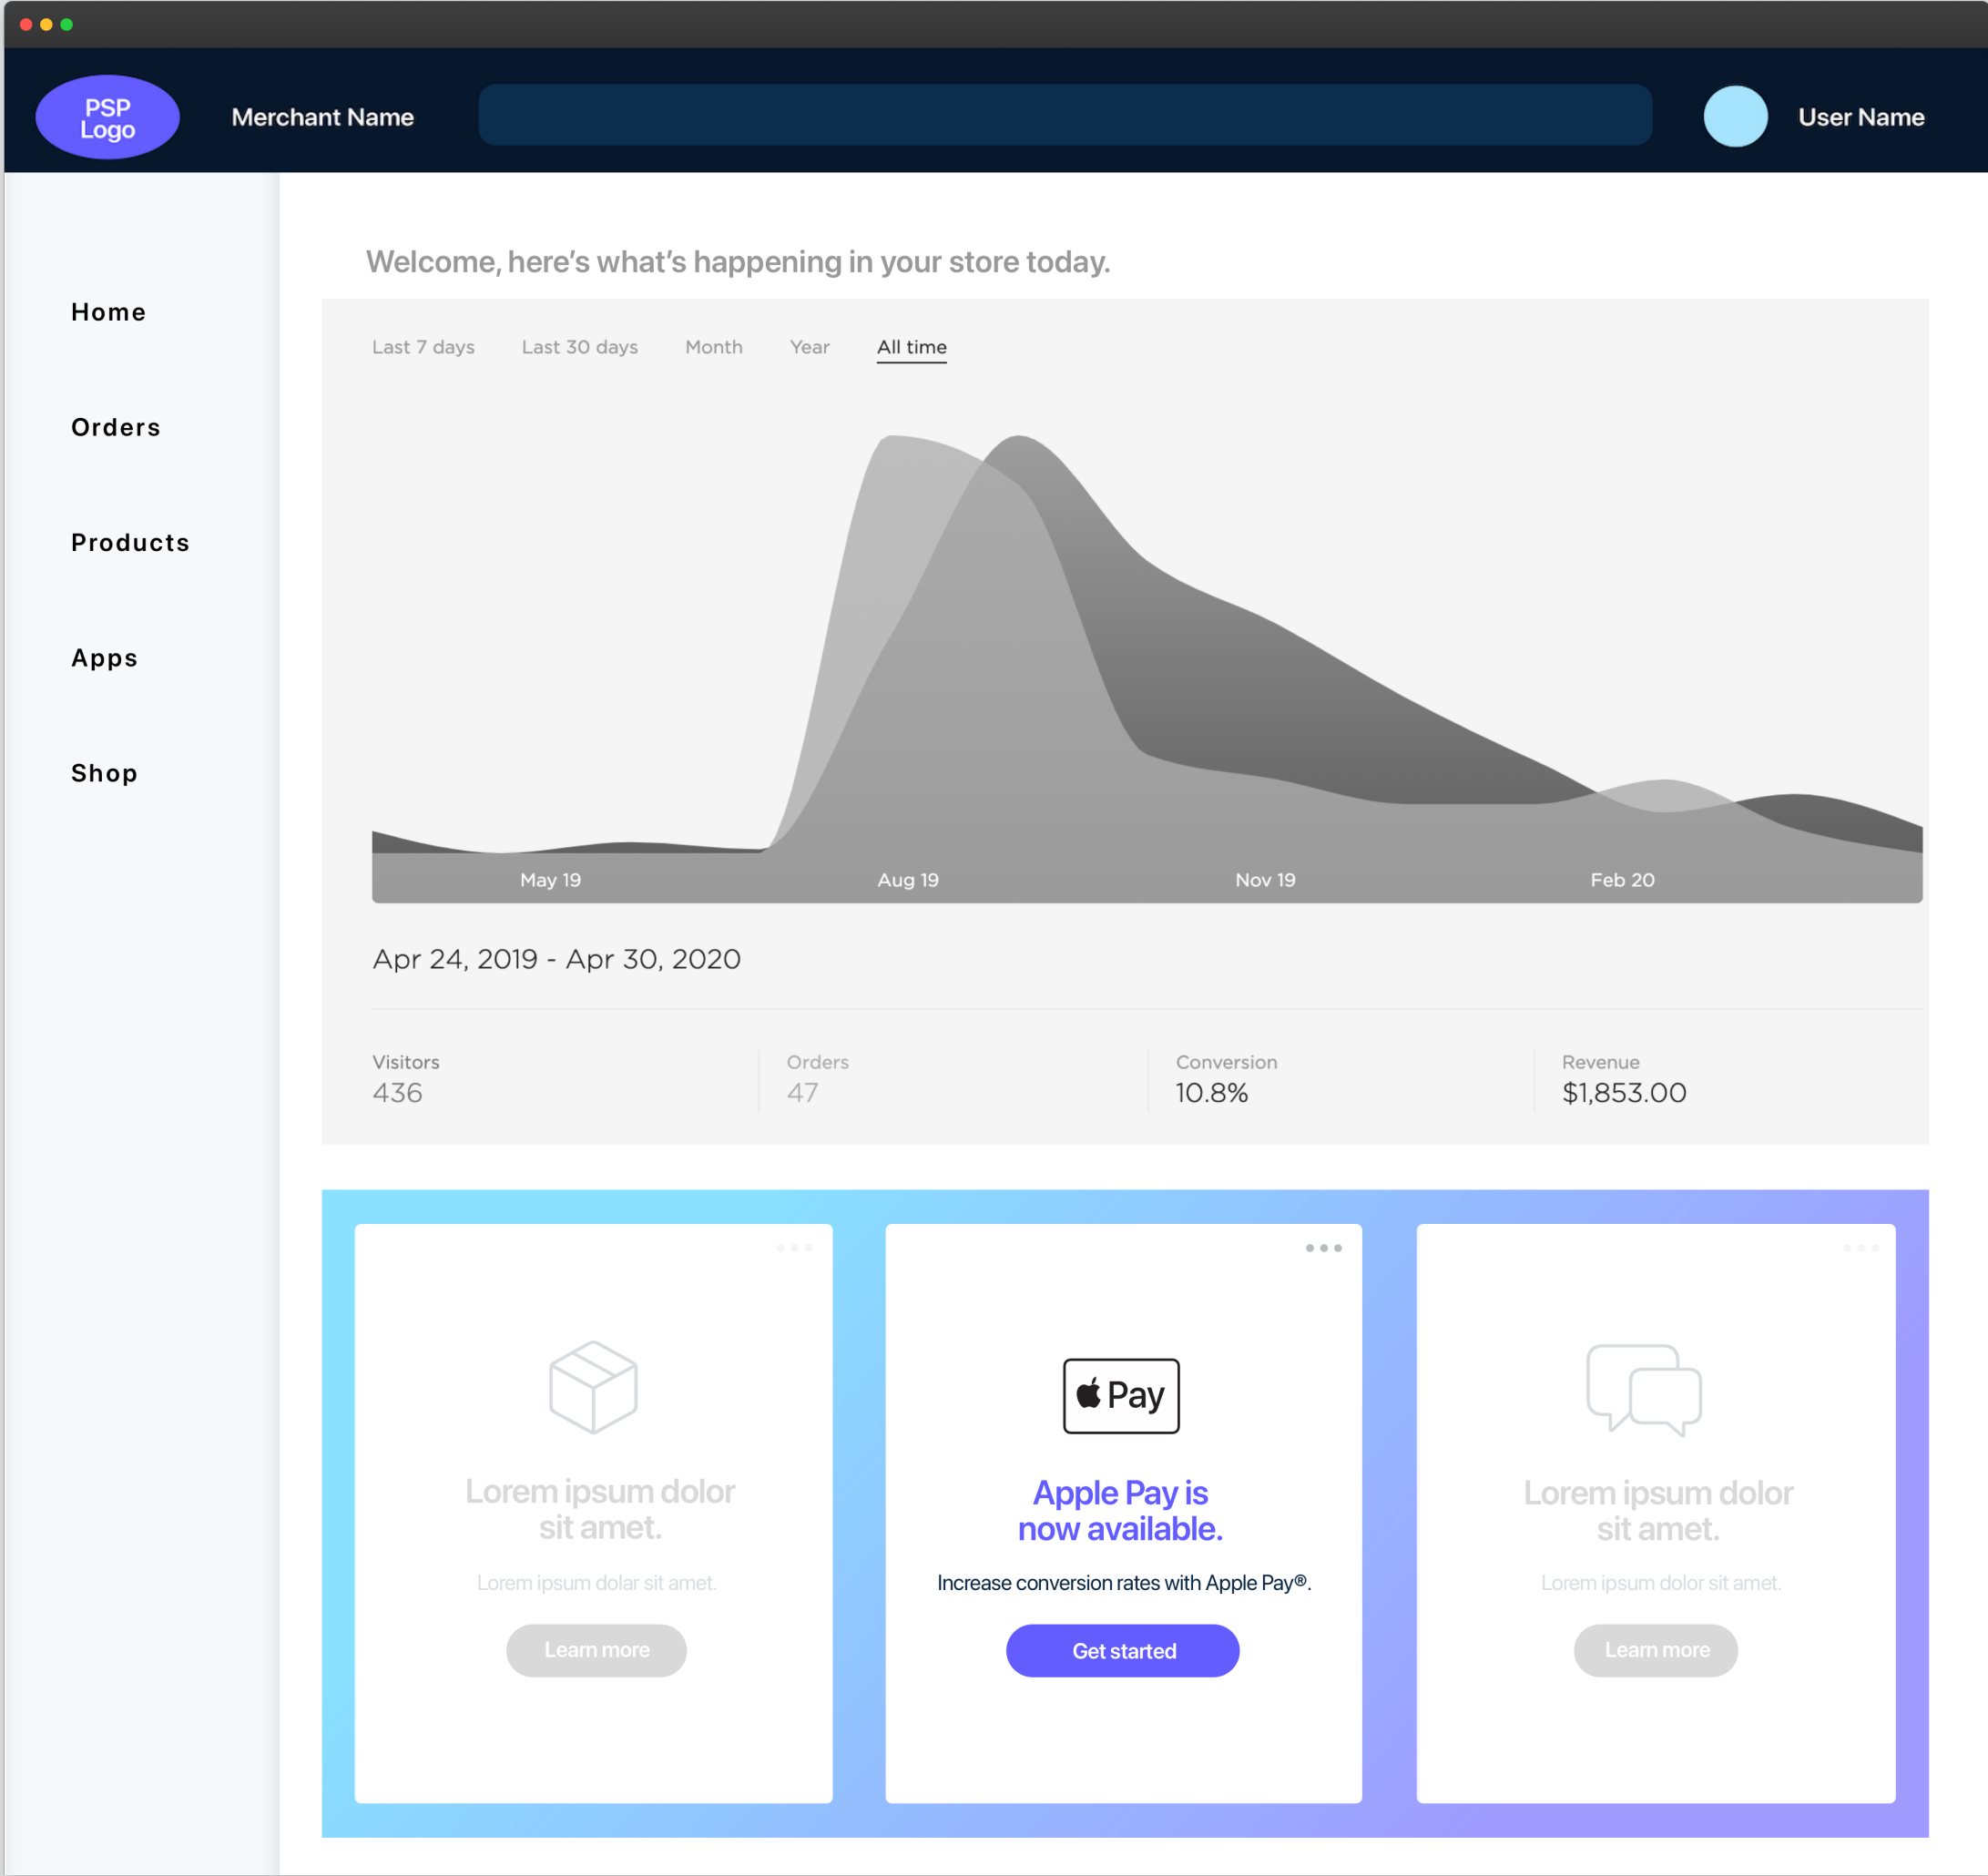 PSP
Logo
Merchant Name
User Name
Home
Orders
Products
Apps
Shop
Welcome, here’s what’s happening in your store today.
Last 7 days
Last 30 days
Month
Year
All time
May 19
Aug 19
Nov 19
Feb 20
Apr 24, 2019 - Apr 30, 2020
Visitors
436
Orders
47
Conversion
10.8%
Revenue
$1,853.00
Lorem ipsum dolor
sit amet.
Lorem ipsum dolar sit amet.
Learn more
Pay
Apple Pay is
now available.
Increase conversion rates with Apple Pay®.
Get started
Lorem ipsum dolor
sit amet.
Lorem ipsum dolor sit amet.
Learn more